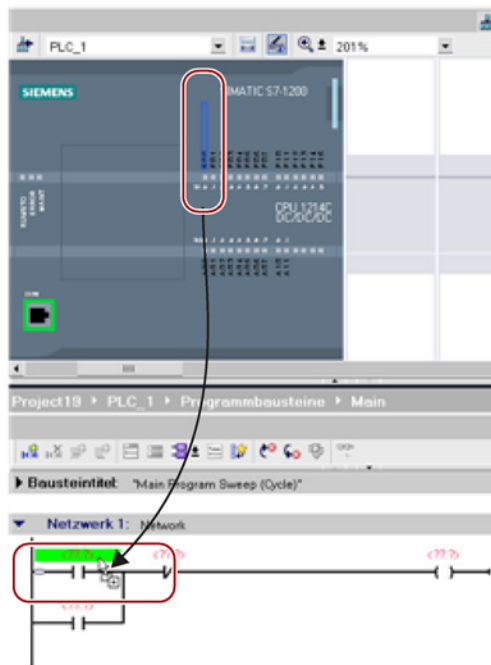 PLC_1
201%
SIEMENS
SIMATIC S7-1200
CPU 1214C
DC/DC/DC
Project19 ▸ PLC_1 ▸ Programmbausteine ▸ Main
Bausteintitel: "Main Program Sweep (Cycle)"
Netzwerk 1: Network
<??.?> <??.?> <??.?>
<??.?>